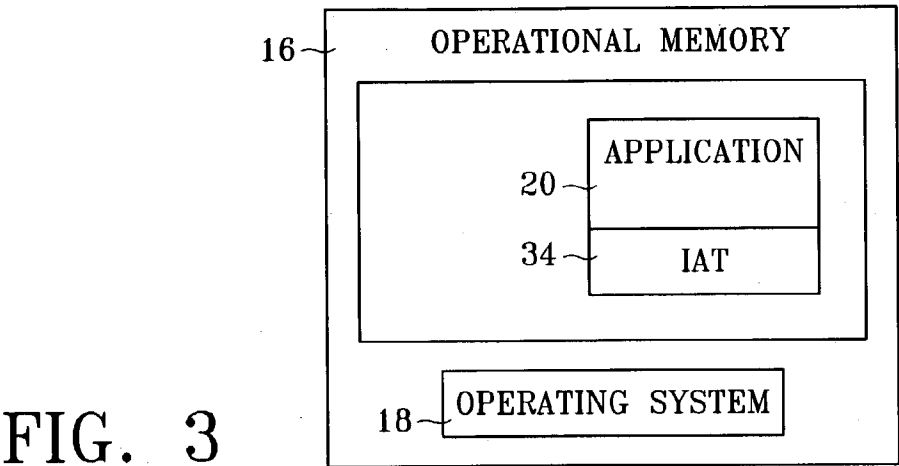 16 OPERATIONAL MEMORY
APPLICATION
20
34 IAT
18 OPERATING SYSTEM
FIG. 3